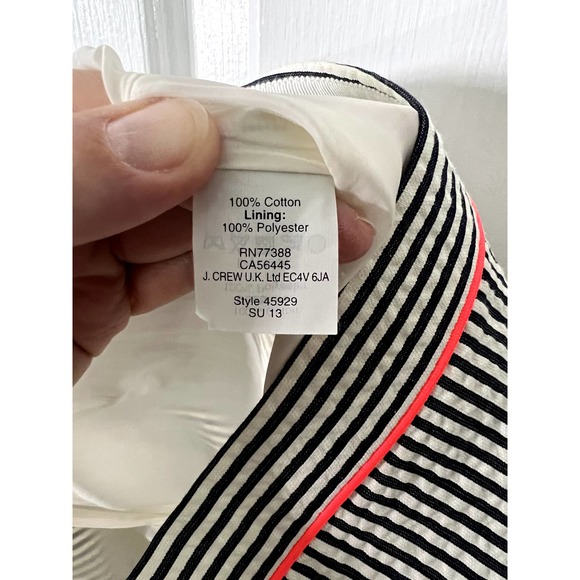 100% Cotton
Lining:
100% Polyester
RN77388
CA56445
J. CREW U.K. Ltd EC4V 6JA
Style 45929
SU 13